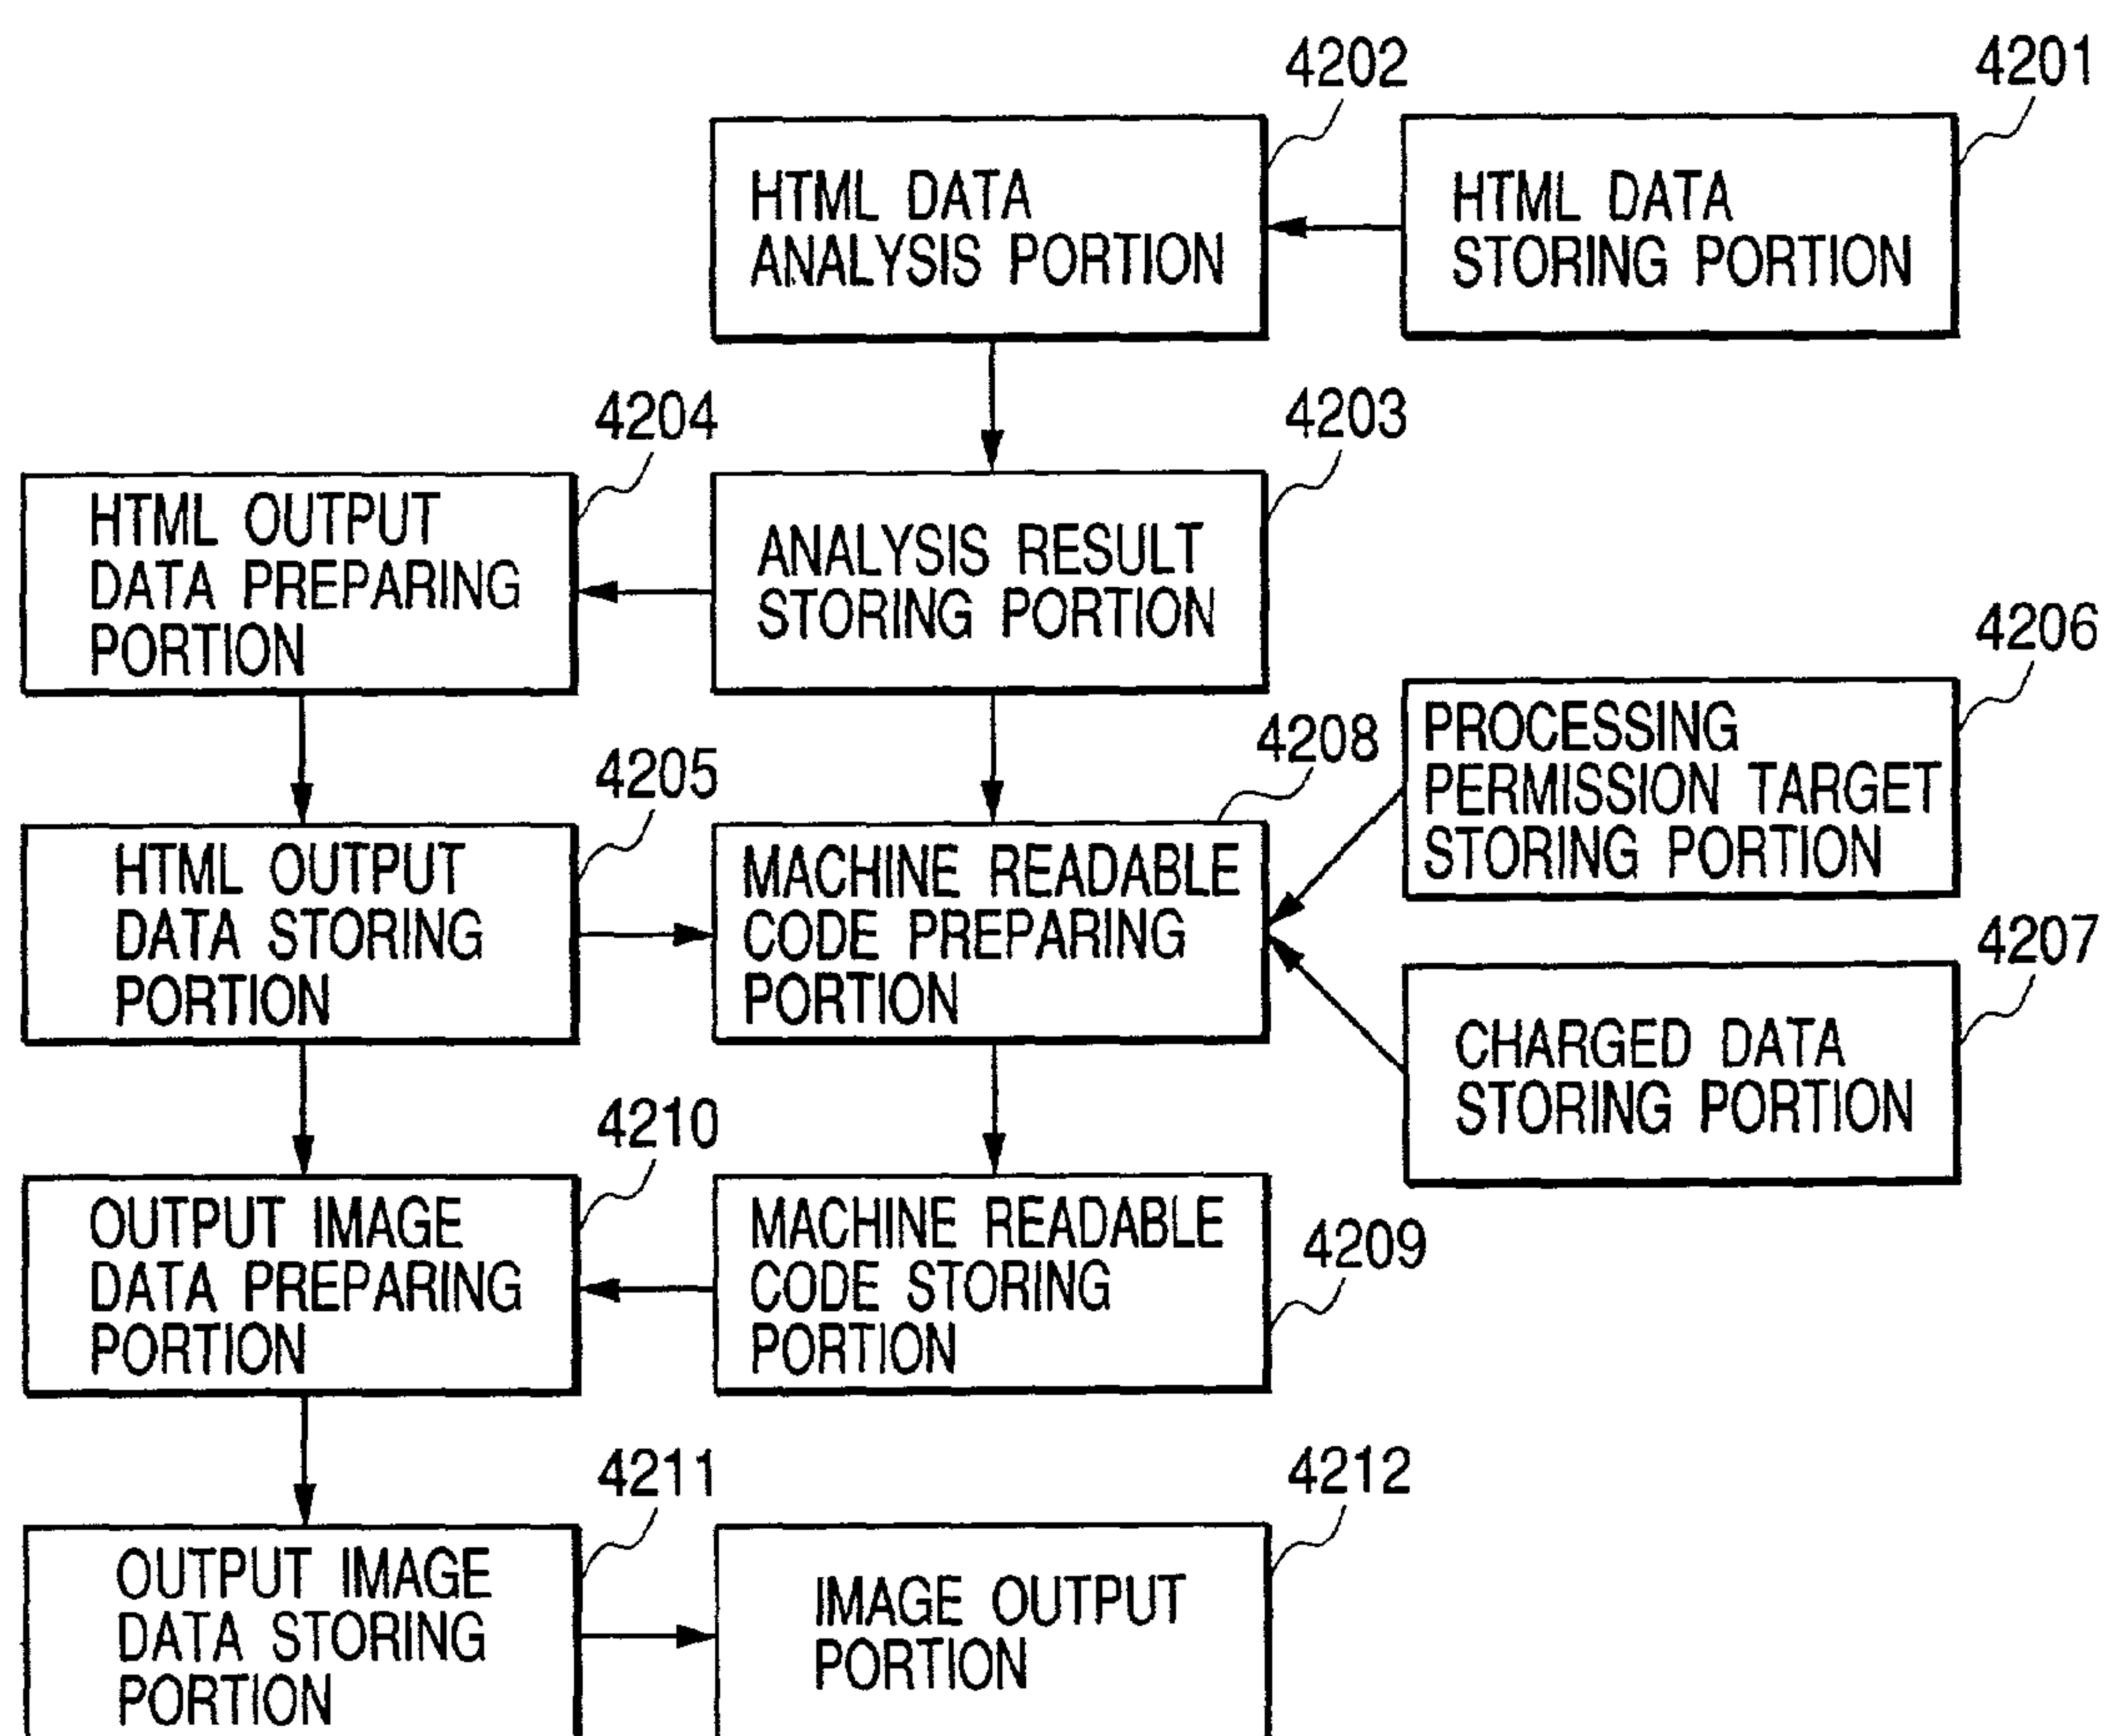 4202
4201
HTML DATA
ANALYSIS PORTION
HTML DATA
STORING PORTION
4204
4203
HTML OUTPUT
DATA PREPARING
PORTION
ANALYSIS RESULT
STORING PORTION
4206
PROCESSING
PERMISSION TARGET
STORING PORTION
4205
4208
HTML OUTPUT
DATA STORING
PORTION
MACHINE READABLE
CODE PREPARING
PORTION
4207
CHARGED DATA
STORING PORTION
4210
OUTPUT IMAGE
DATA PREPARING
PORTION
MACHINE READABLE
CODE STORING
PORTION
4209
4211
4212
OUTPUT IMAGE
DATA STORING
PORTION
IMAGE OUTPUT
PORTION